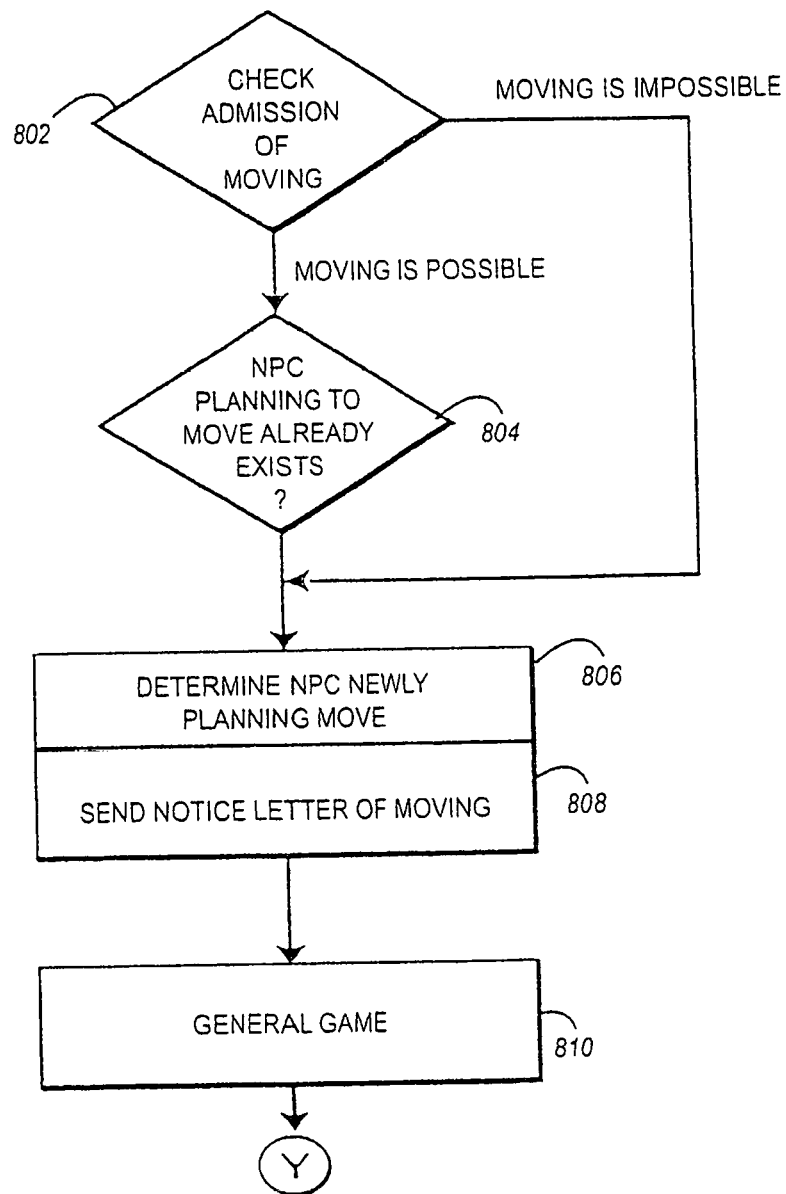 CHECK
ADMISSION
OF
MOVING
802
MOVING IS IMPOSSIBLE
MOVING IS POSSIBLE
NPC
PLANNING TO
MOVE ALREADY
EXISTS
?
804
DETERMINE NPC NEWLY
PLANNING MOVE
806
SEND NOTICE LETTER OF MOVING
808
GENERAL GAME
810
Y